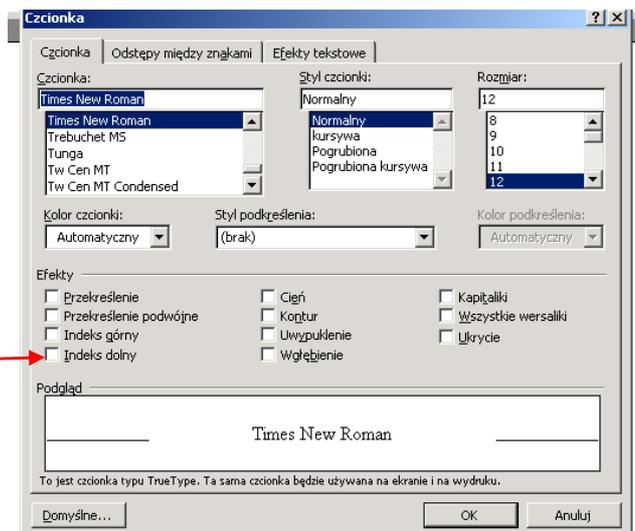 Czcionka
Czcionka Odstępy między znakami Efekty tekstowe
Czcionka: Styl czcionki: Rozmiar:
Times New Roman Normalny 12
Times New Roman Normalny 8
Trebuchet MS kursywa 9
Tunga Pogrubiona 10
Tw Cen MT Pogrubiona kursywa 11
Tw Cen MT Condensed 12
Kolor czcionki: Styl podkreślenia: Kolor podkreślenia:
Automatyczny (brak) Automatyczny
Efekty
Przekreślenie Cień Kapitaliki
Przekreślenie podwójne Kontur Wszystkie wersaliki
Indeks górny Uwypuklenie Ukrycie
Indeks dolny Wgłębienie
Podgląd
Times New Roman
To jest czcionka typu TrueType. Ta sama czcionka będzie używana na ekranie i na wydruku.
Domyślne... OK Anuluj